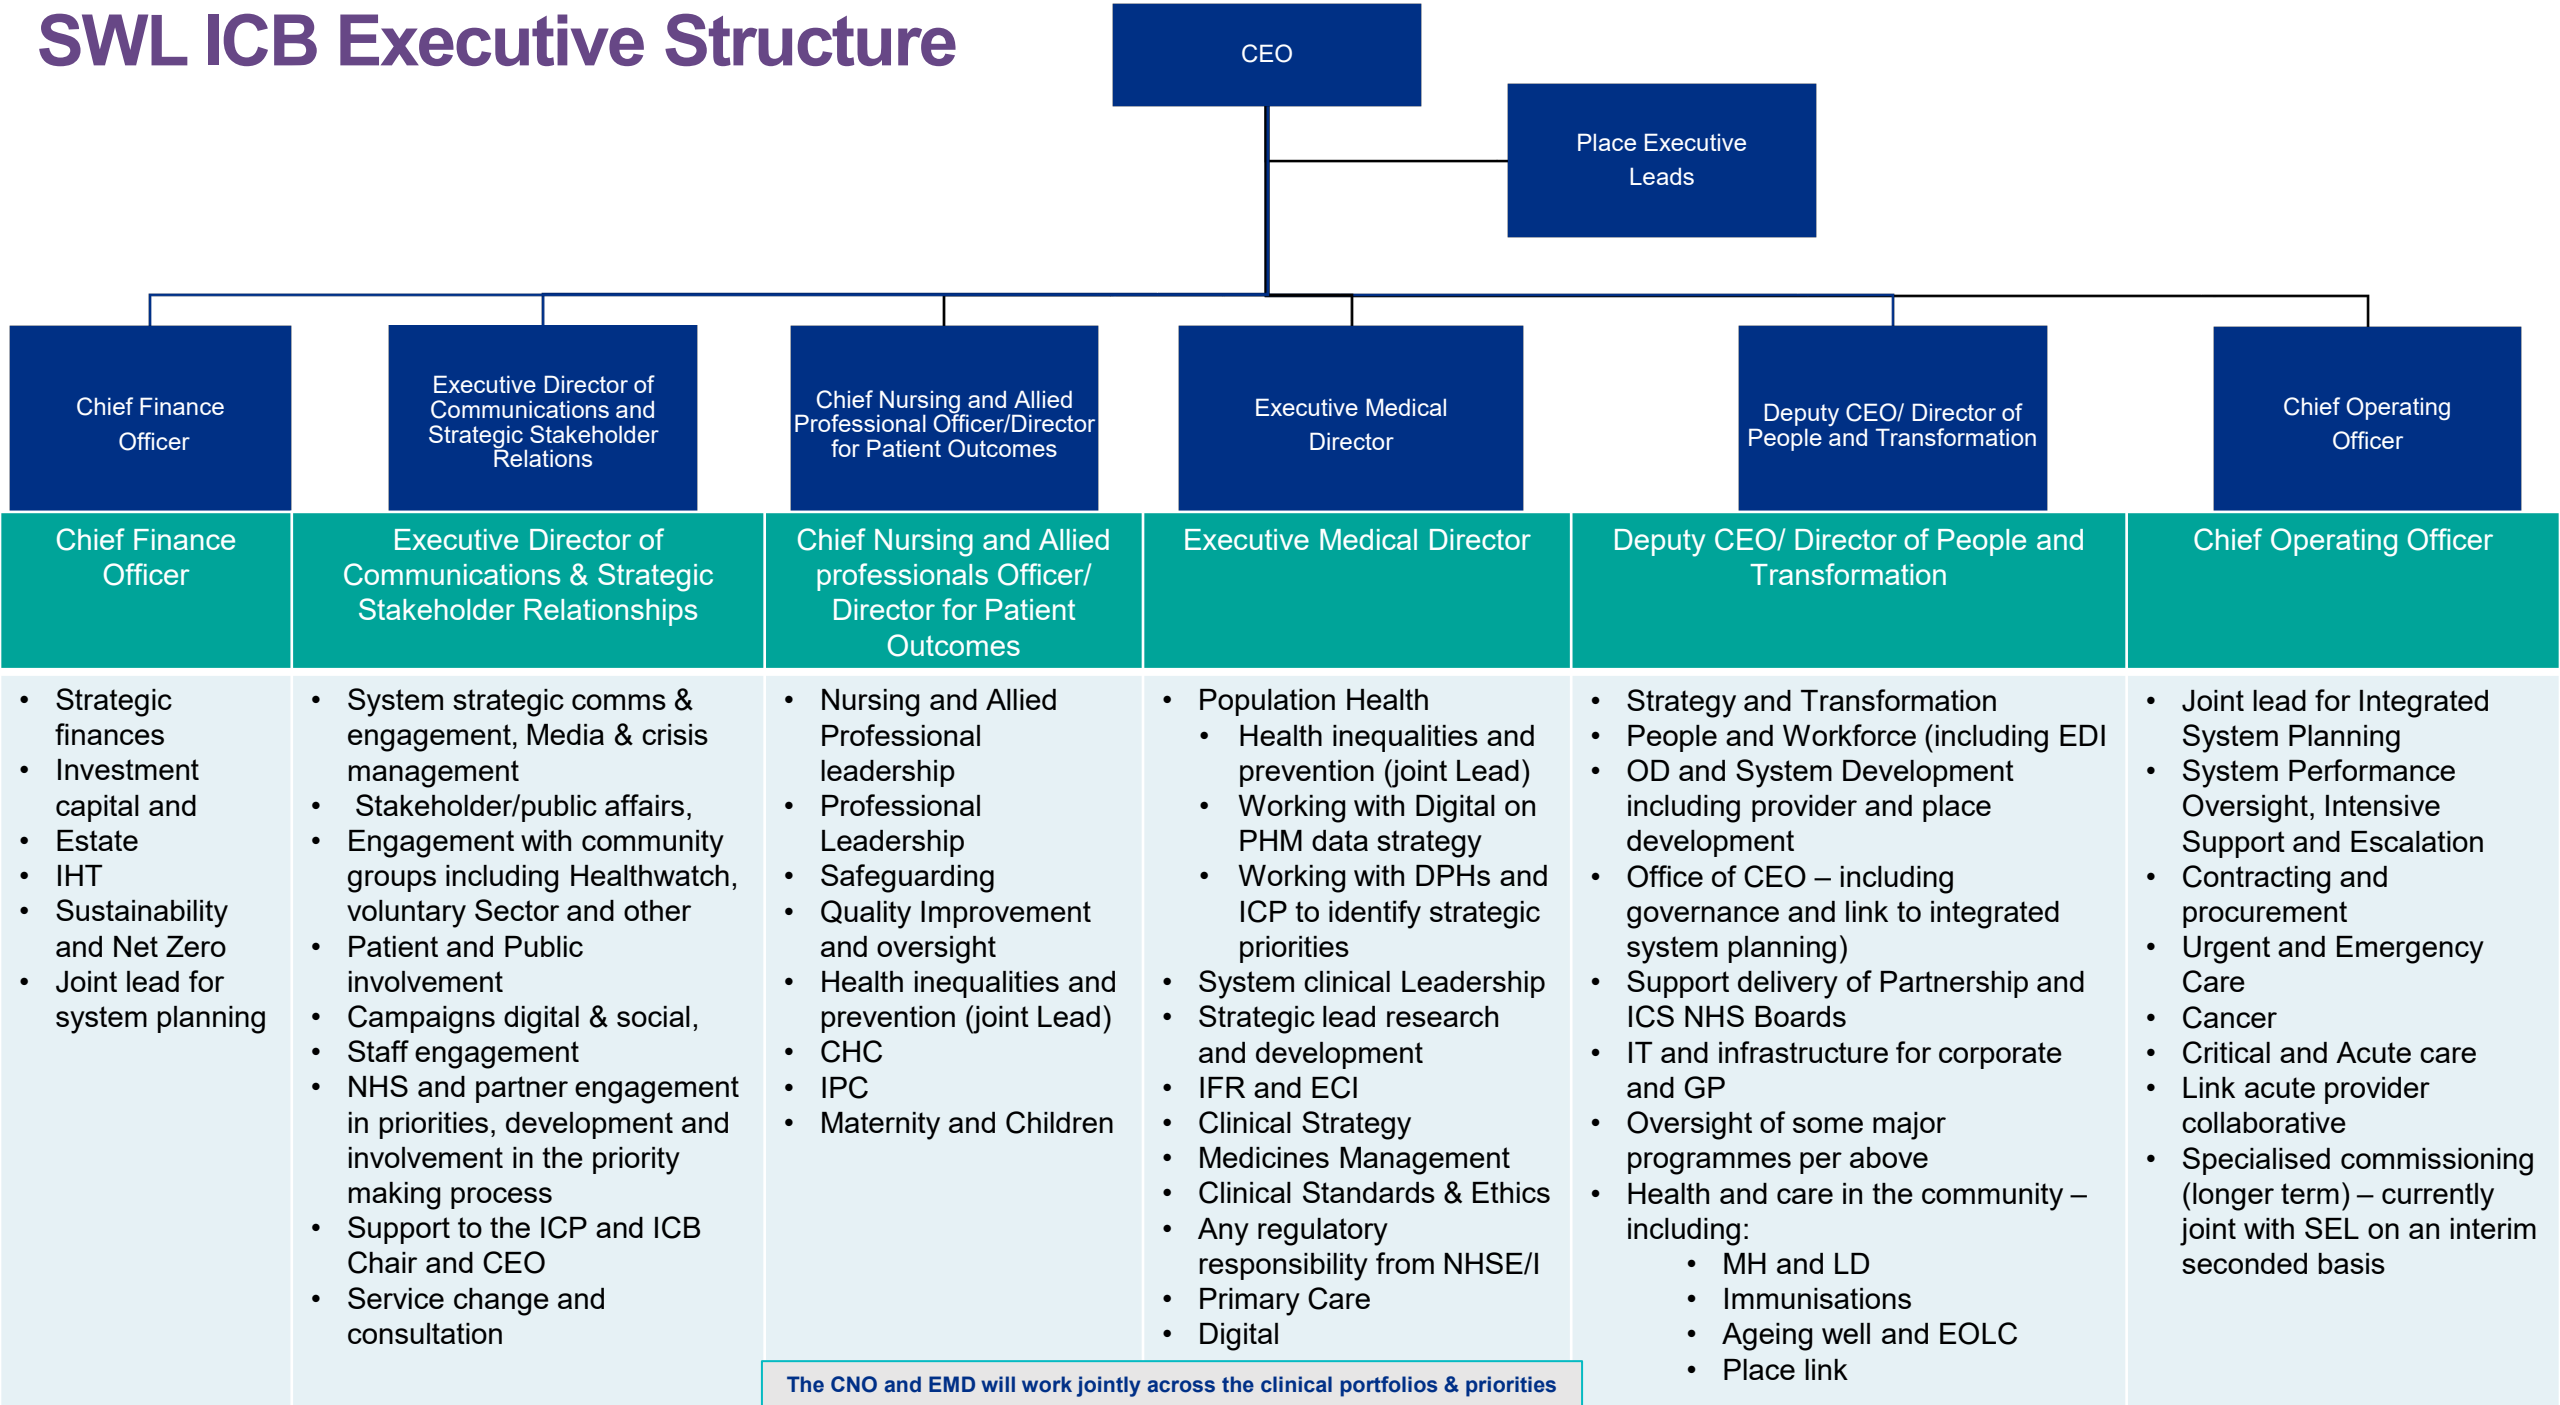 SWL ICB Executive Structure
CEO
Place Executive
Leads
Chief Finance
Officer
Executive Director of
Communications and
Strategic Stakeholder
Relations
Chief Nursing and Allied
Professional Officer/Director
for Patient Outcomes
Executive Medical
Director
Deputy CEO/ Director of
People and Transformation
Chief Operating
Officer
Chief Finance
Officer
Executive Director of
Communications & Strategic
Stakeholder Relationships
Chief Nursing and Allied
professionals Officer/
Director for Patient
Outcomes
Executive Medical Director
Deputy CEO/ Director of People and
Transformation
Chief Operating Officer
• Strategic
finances
• Investment
capital and
• Estate
• IHT
• Sustainability
and Net Zero
• Joint lead for
system planning
• System strategic comms &
engagement, Media & crisis
management
• Stakeholder/public affairs,
• Engagement with community
groups including Healthwatch,
voluntary Sector and other
• Patient and Public
involvement
• Campaigns digital & social,
• Staff engagement
• NHS and partner engagement
in priorities, development and
involvement in the priority
making process
• Support to the ICP and ICB
Chair and CEO
• Service change and
consultation
• Nursing and Allied
Professional
leadership
• Professional
Leadership
• Safeguarding
• Quality Improvement
and oversight
• Health inequalities and
prevention (joint Lead)
• CHC
• IPC
• Maternity and Children
• Population Health
• Health inequalities and
prevention (joint Lead)
• Working with Digital on
PHM data strategy
• Working with DPHs and
ICP to identify strategic
priorities
• System clinical Leadership
• Strategic lead research
and development
• IFR and ECI
• Clinical Strategy
• Medicines Management
• Clinical Standards & Ethics
• Any regulatory
responsibility from NHSE/I
• Primary Care
• Digital
• Strategy and Transformation
• People and Workforce (including EDI
• OD and System Development
including provider and place
development
• Office of CEO – including
governance and link to integrated
system planning)
• Support delivery of Partnership and
ICS NHS Boards
• IT and infrastructure for corporate
and GP
• Oversight of some major
programmes per above
• Health and care in the community –
including:
• MH and LD
• Immunisations
• Ageing well and EOLC
• Place link
• Joint lead for Integrated
System Planning
• System Performance
Oversight, Intensive
Support and Escalation
• Contracting and
procurement
• Urgent and Emergency
Care
• Cancer
• Critical and Acute care
• Link acute provider
collaborative
• Specialised commissioning
(longer term) – currently
joint with SEL on an interim
seconded basis
The CNO and EMD will work jointly across the clinical portfolios & priorities